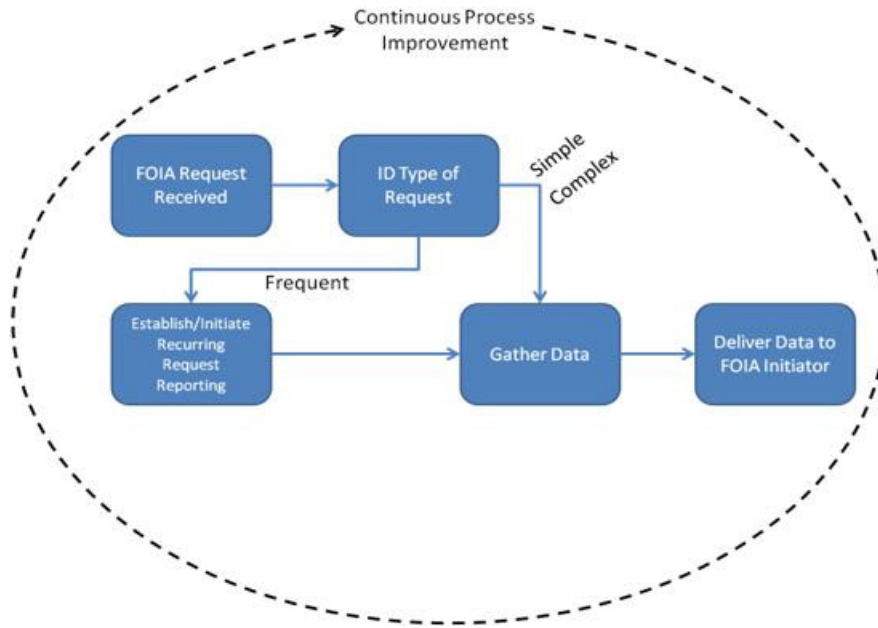 Continuous Process
Improvement
FOIA Request
Received
ID Type of
Request
Simple
Complex
Frequent
Establish/Initiate
Recurring
Request
Reporting
Gather Data
Deliver Data to
FOIA Initiator